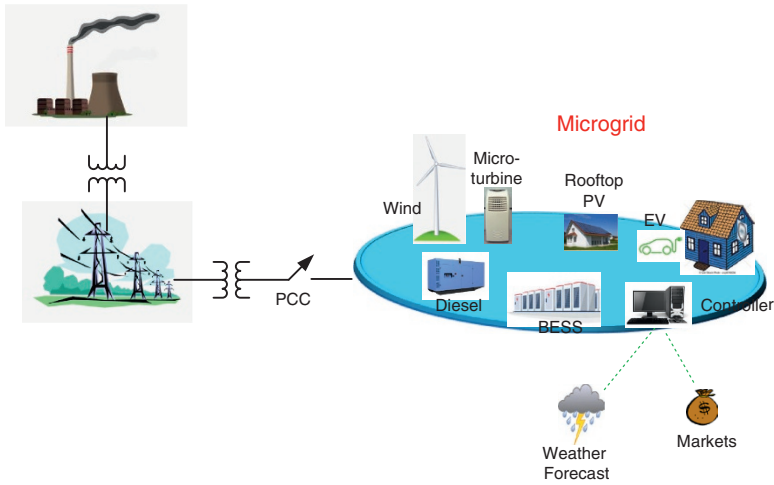 Microgrid
Micro-
turbine
Wind
Rooftop
PV
EV
PCC
Diesel
BESS
Controller
Weather
Forecast
Markets